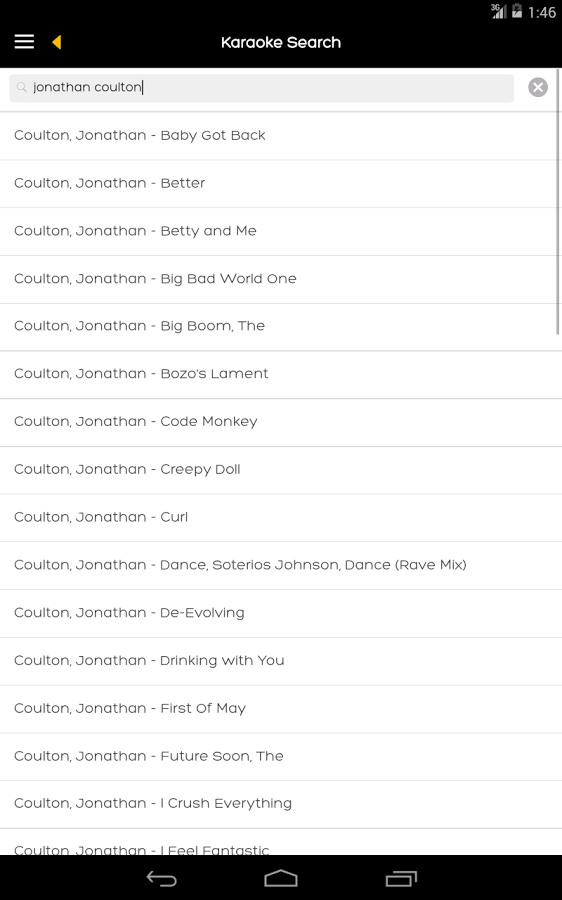 3G 1:46
Karaoke Search
jonathan coulton
Coulton, Jonathan - Baby Got Back
Coulton, Jonathan - Better
Coulton, Jonathan - Betty and Me
Coulton, Jonathan - Big Bad World One
Coulton, Jonathan - Big Boom, The
Coulton, Jonathan - Bozo's Lament
Coulton, Jonathan - Code Monkey
Coulton, Jonathan - Creepy Doll
Coulton, Jonathan - Curl
Coulton, Jonathan - Dance, Soterios Johnson, Dance (Rave Mix)
Coulton, Jonathan - De-Evolving
Coulton, Jonathan - Drinking with You
Coulton, Jonathan - First Of May
Coulton, Jonathan - Future Soon, The
Coulton, Jonathan - I Crush Everything
Coulton, Jonathan - I Feel Fantastic